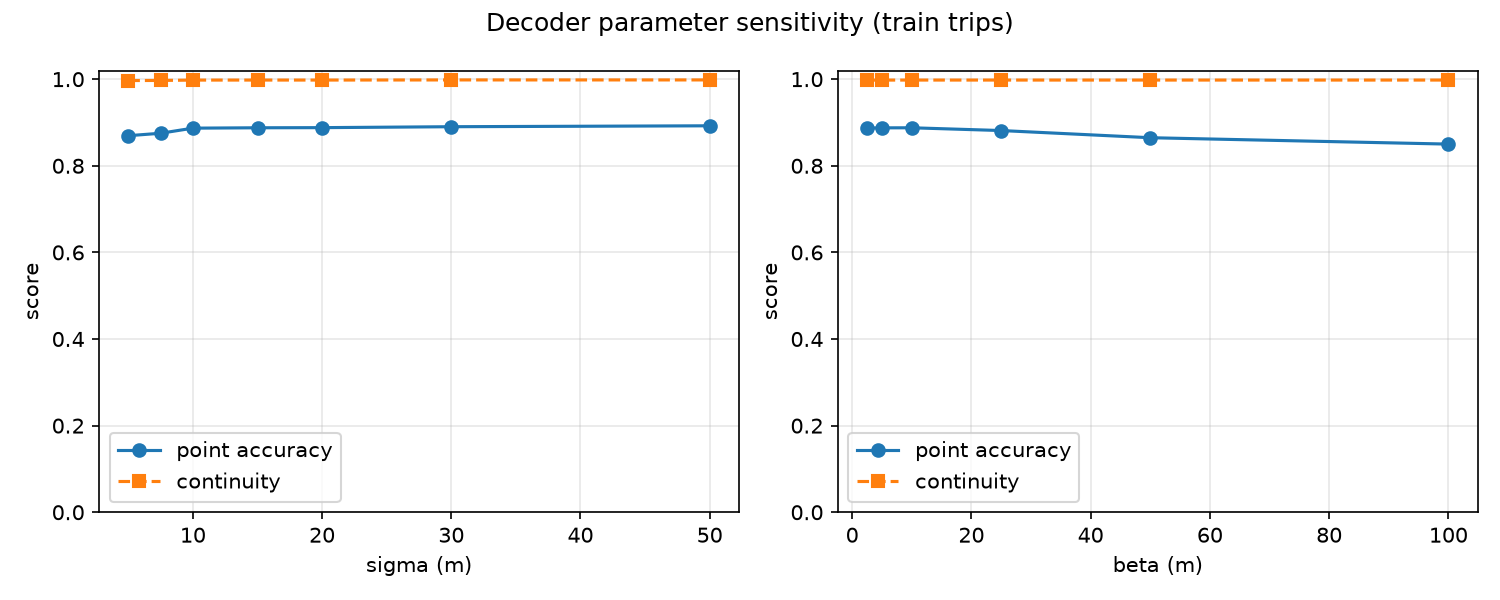 Decoder parameter sensitivity (train trips)
1.0
0.8
0.6
0.4
0.2
0.0
score
point accuracy
continuity
10
20
30
40
50
sigma (m)
1.0
0.8
0.6
0.4
0.2
0.0
score
point accuracy
continuity
0
20
40
60
80
100
beta (m)